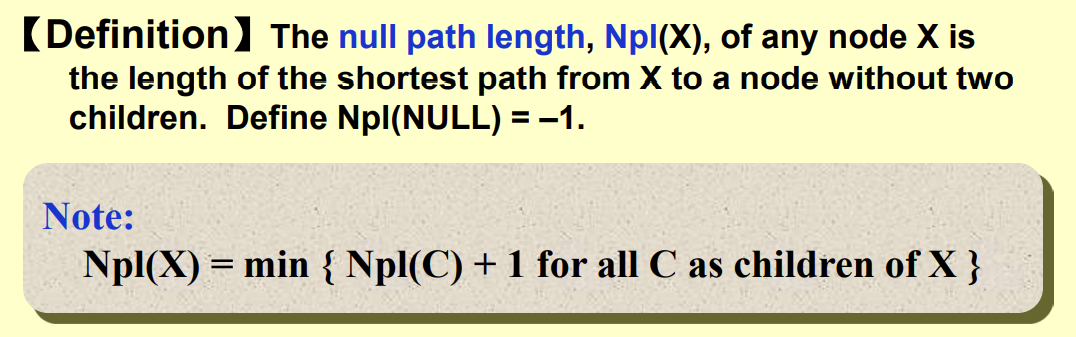 【Definition】The null path length, Npl(X), of any node X is
the length of the shortest path from X to a node without two
children. Define Npl(NULL) = –1.
Note:
Npl(X) = min { Npl(C) + 1 for all C as children of X }